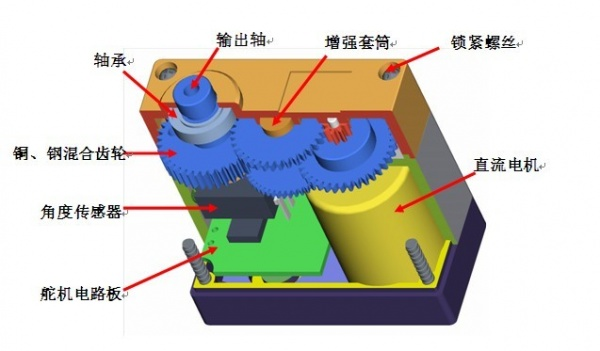 输出轴
增强套筒
锁紧螺丝
轴承
铜、钢混合齿轮
直流电机
角度传感器
舵机电路板